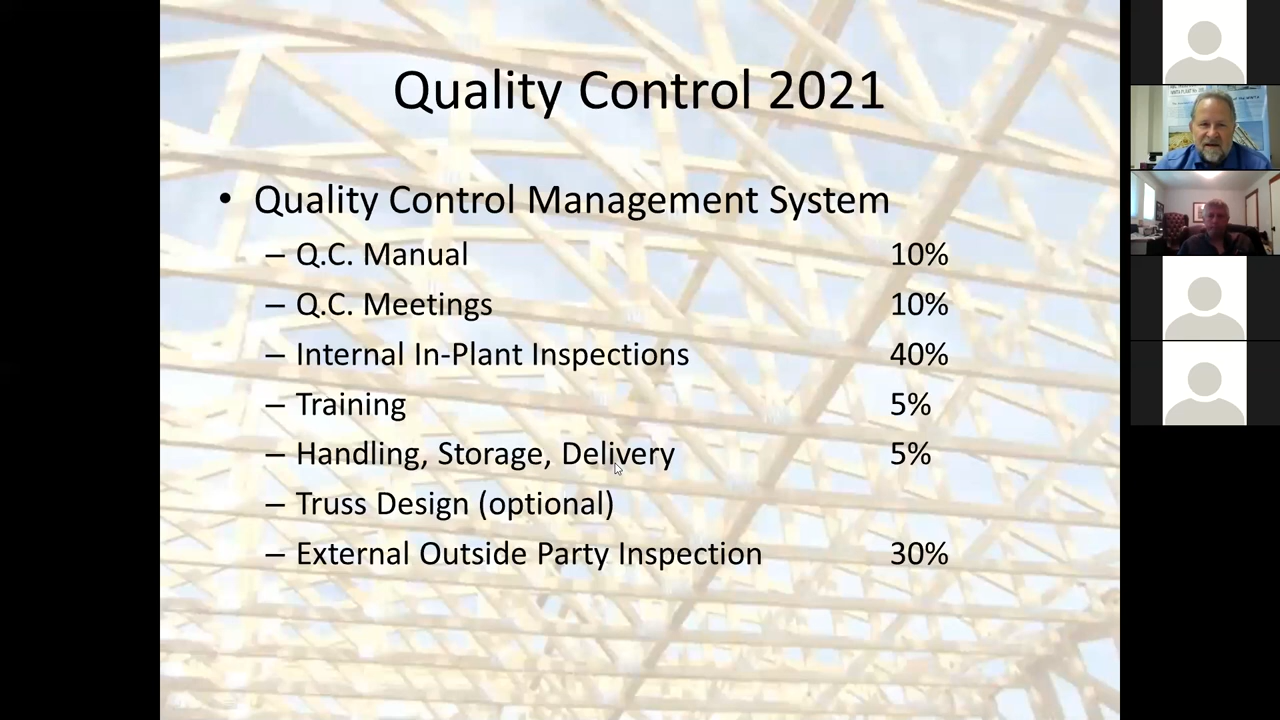 Quality Control 2021
• Quality Control Management System
– Q.C. Manual 10%
– Q.C. Meetings 10%
– Internal In-Plant Inspections 40%
– Training 5%
– Handling, Storage, Delivery 5%
– Truss Design (optional)
– External Outside Party Inspection 30%